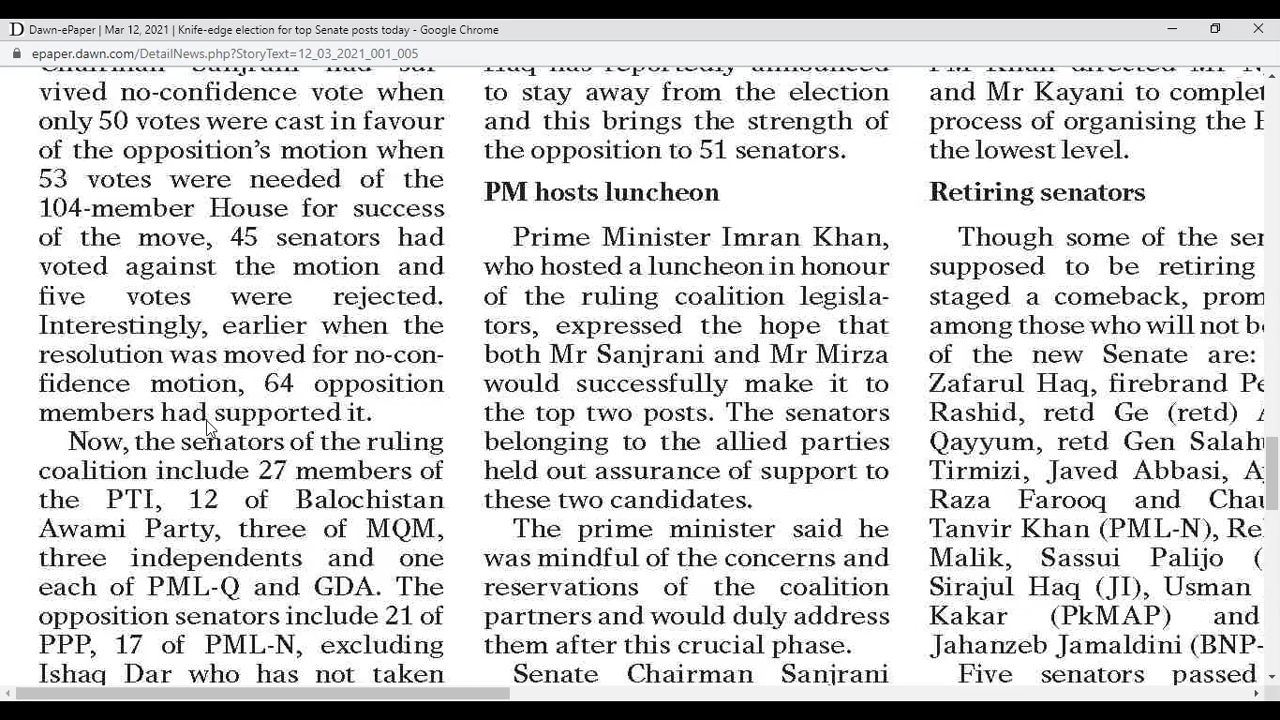 Dawn-ePaper | Mar 12, 2021 | Knife-edge election for top Senate posts today - Google Chrome
epaper.dawn.com/DetailNews.php?StoryText=12_03_2021_001_005
Chairman Sanjrani had sur-
vived no-confidence vote when
only 50 votes were cast in favour
of the opposition's motion when
53 votes were needed of the
104-member House for success
of the move, 45 senators had
voted against the motion and
five votes were rejected.
Interestingly, earlier when the
resolution was moved for no-con-
fidence motion, 64 opposition
members had supported it.
Now, the senators of the ruling
coalition include 27 members of
the PTI, 12 of Balochistan
Awami Party, three of MQM,
three independents and one
each of PML-Q and GDA. The
opposition senators include 21 of
PPP, 17 of PML-N, excluding
Ishaq Dar who has not taken
Haq has reportedly announced
to stay away from the election
and this brings the strength of
the opposition to 51 senators.
PM hosts luncheon
Prime Minister Imran Khan,
who hosted a luncheon in honour
of the ruling coalition legisla-
tors, expressed the hope that
both Mr Sanjrani and Mr Mirza
would successfully make it to
the top two posts. The senators
belonging to the allied parties
held out assurance of support to
these two candidates.
The prime minister said he
was mindful of the concerns and
reservations of the coalition
partners and would duly address
them after this crucial phase.
Senate Chairman Sanjrani
PM Khan directed Mr
and Mr Kayani to complet
process of organising the
the lowest level.
Retiring senators
Though some of the ser
supposed to be retiring
staged a comeback, prom
among those who will not b
of the new Senate are:
Zafarul Haq, firebrand Pe
Rashid, retd Ge (retd)
Qayyum, retd Gen Salah
Tirmizi, Javed Abbasi, A
Raza Farooq and Cha
Tanvir Khan (PML-N), Re
Malik, Sassui Palijo (
Sirajul Haq (JI), Usman
Kakar (PkMAP) and
Jahanzeb Jamaldini (BNP-
Five senators passed